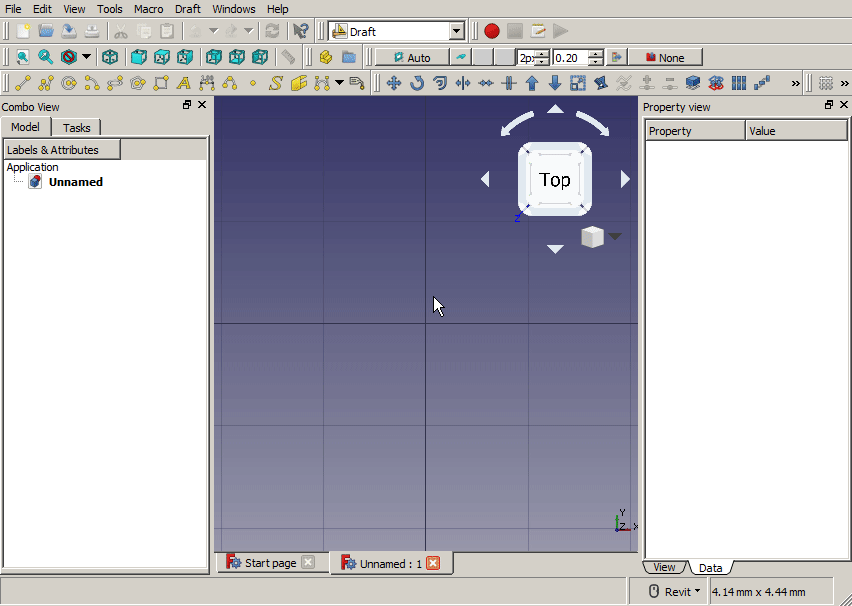 File Edit View Tools Macro Draft Windows Help
Draft
Auto 2px 0.20 None
Combo View
Model Tasks
Labels & Attributes
Application
Unnamed
Top
Z
Y
Z X
Start page Unnamed : 1
Property view
Property Value
View Data
Revit 4.14 mm x 4.44 mm